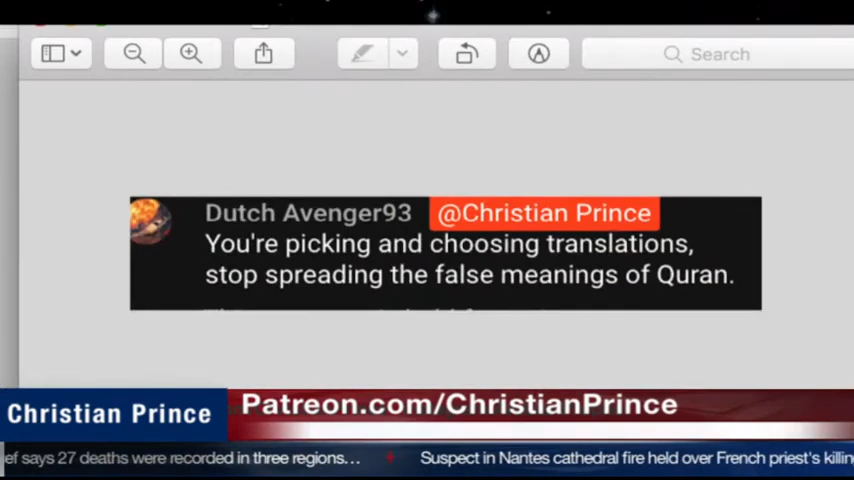 Search
Dutch Avenger93 @Christian Prince
You're picking and choosing translations,
stop spreading the false meanings of Quran.
Christian Prince
Patreon.com/ChristianPrince
says 27 deaths were recorded in three regions...
Suspect in Nantes cathedral fire held over French priest's